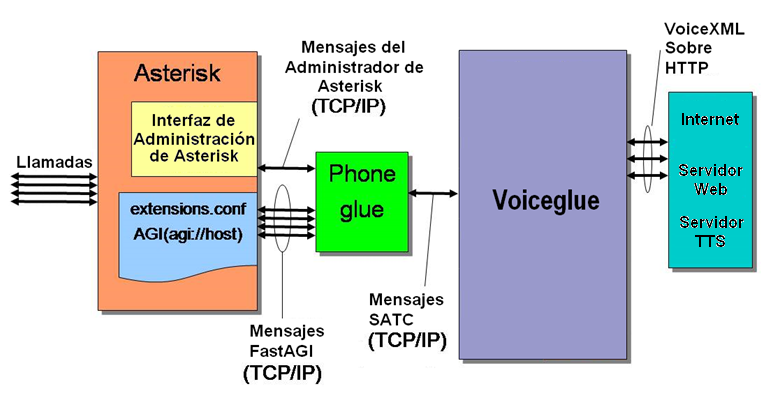 Llamadas
Asterisk
Interfaz de
Administración
de Asterisk
extensions.conf
AGI(agi://host)
Mensajes del
Administrador de
Asterisk
(TCP/IP)
Mensajes
FastAGI
(TCP/IP)
Phone
glue
Mensajes
SATC
(TCP/IP)
Voiceglue
VoiceXML
Sobre
HTTP
Internet
Servidor
Web
Servidor
TTS